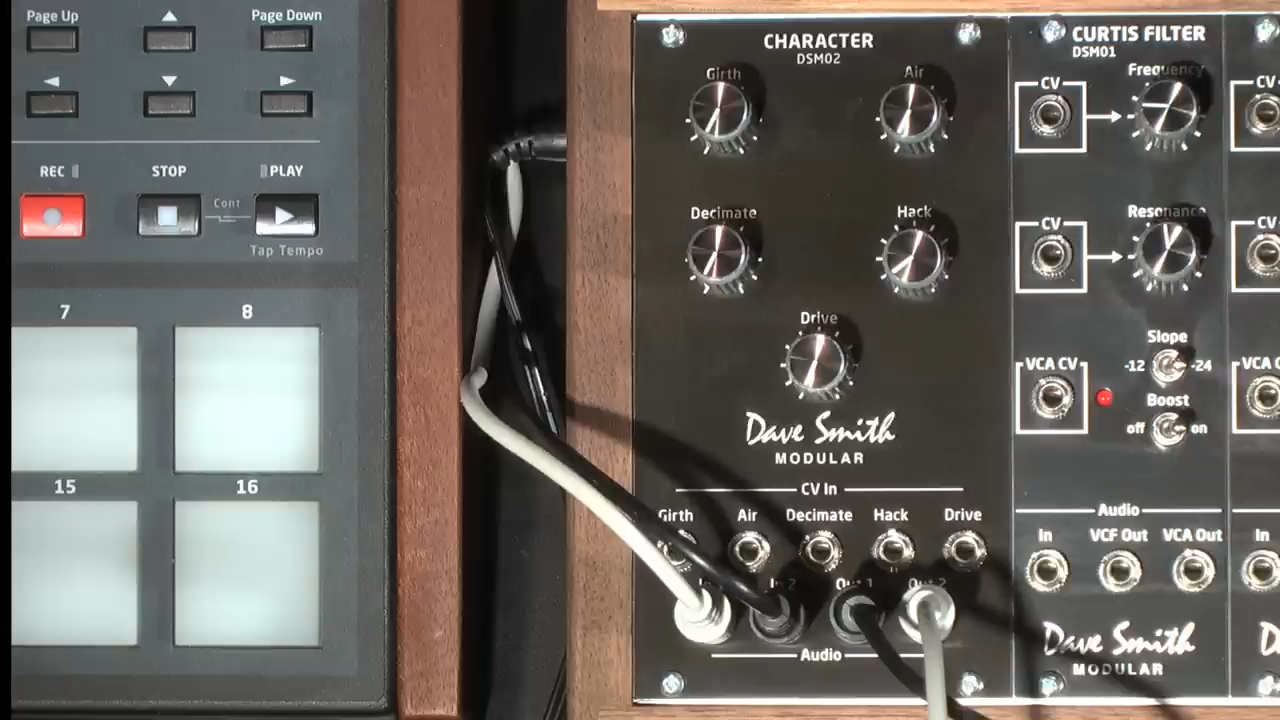 Page Up
Page Down
REC
STOP
PLAY
Cont
Tap Tempo
7
8
15
16
CHARACTER
DSM02
Girth
Air
Decimate
Hack
Drive
Dave Smith
MODULAR
CV In
Girth
Air
Decimate
Hack
Drive
In 2
Out 1
Out 2
Audio
CURTIS FILTER
DSM01
CV
Frequency
CV
Resonance
Slope
-12
-24
VCA CV
Boost
off
on
Audio
In
VCF Out
VCA Out
Dave Smith
MODULAR
CV
CV
VCA
In